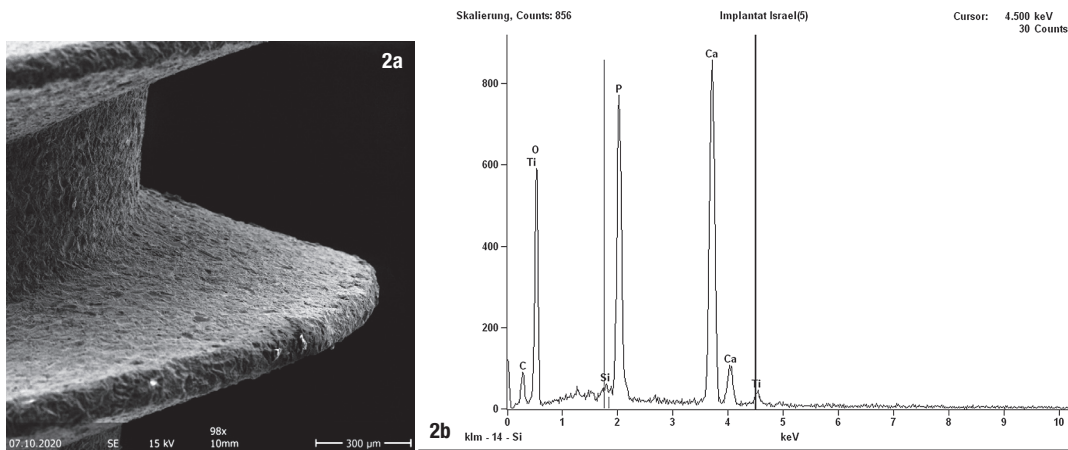 2a
07.10.2020 SE 15 kV 98x 10mm 300 µm
Skalierung, Counts: 856 Implantat Israel(5) Cursor: 4.500 keV
30 Counts
800
600
400
200
0
Ca
P
O
Ti
C
Si
Ca
Ti
0 1 2 3 4 5 6 7 8 9 10
2b
klm - 14 - Si keV